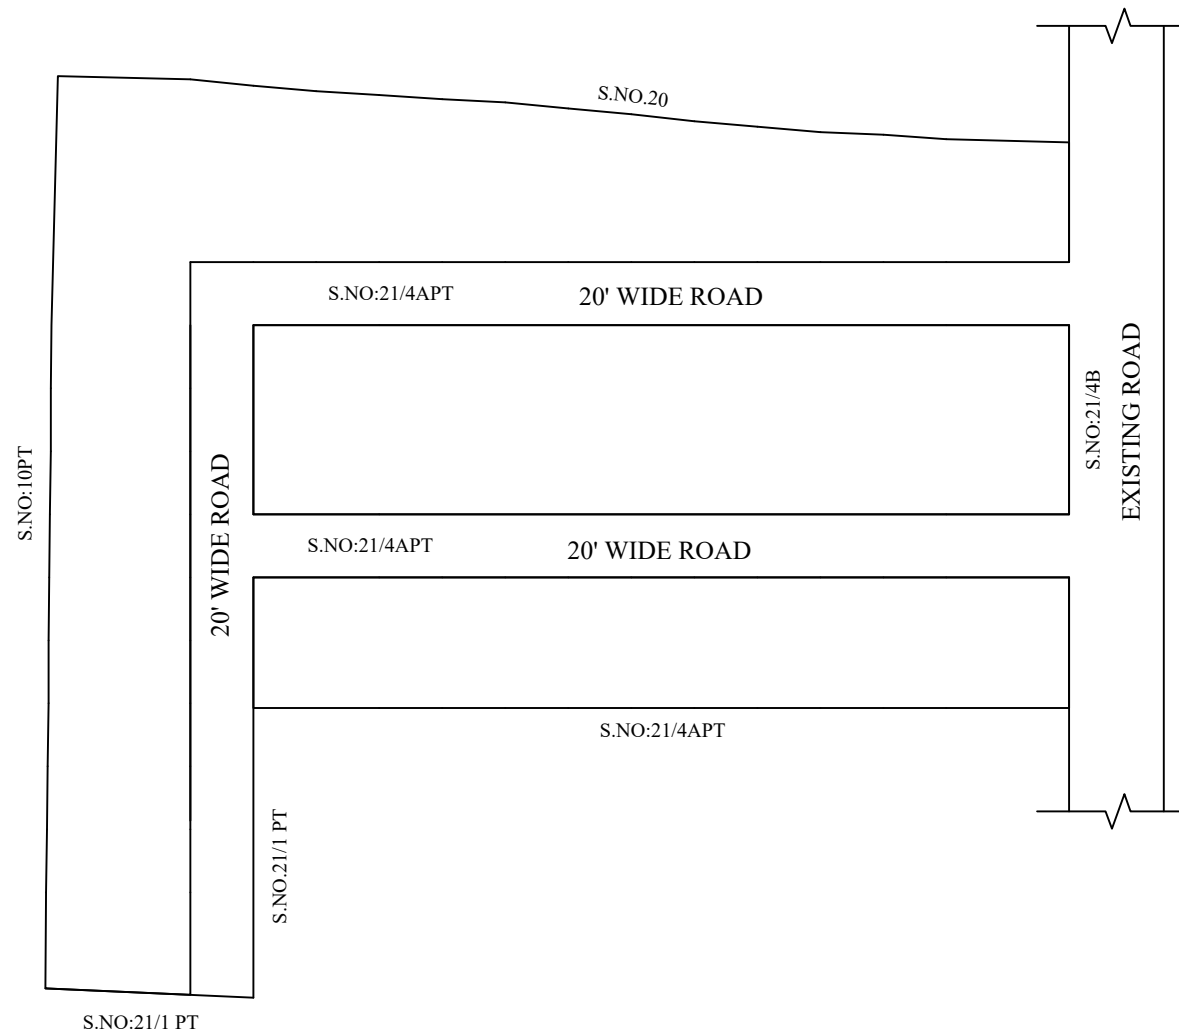 S.NO.20
S.NO:21/4APT
20' WIDE ROAD
S.NO:21/4B
EXISTING ROAD
S.NO:10PT
20' WIDE ROAD
S.NO:21/4APT
20' WIDE ROAD
S.NO:21/4APT
S.NO.21/1 PT
S.NO:21/1 PT